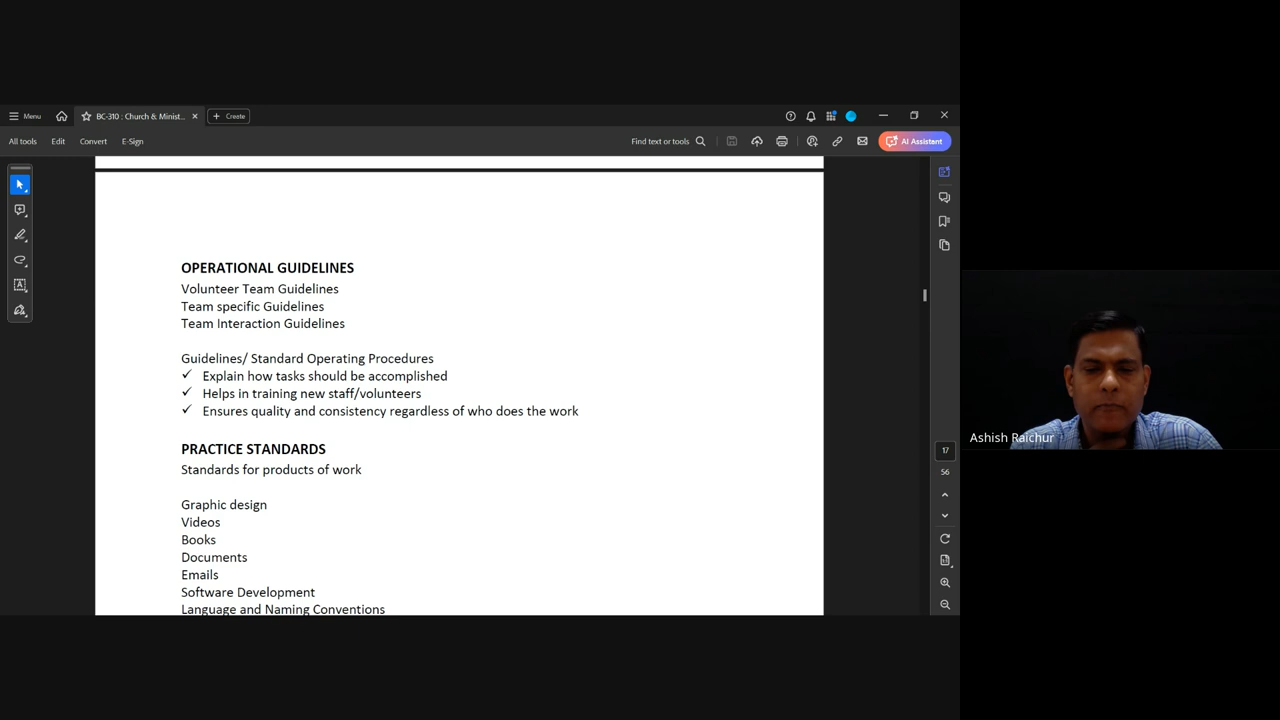 Menu
BC-310 : Church & Minist...
Create
All tools
Edit
Convert
E-Sign
Find text or tools
AI Assistant
OPERATIONAL GUIDELINES
Volunteer Team Guidelines
Team specific Guidelines
Team Interaction Guidelines
Guidelines/ Standard Operating Procedures
✓ Explain how tasks should be accomplished
✓ Helps in training new staff/volunteers
✓ Ensures quality and consistency regardless of who does the work
PRACTICE STANDARDS
Standards for products of work
Graphic design
Videos
Books
Documents
Emails
Software Development
Language and Naming Conventions
17
56
Ashish Raichur